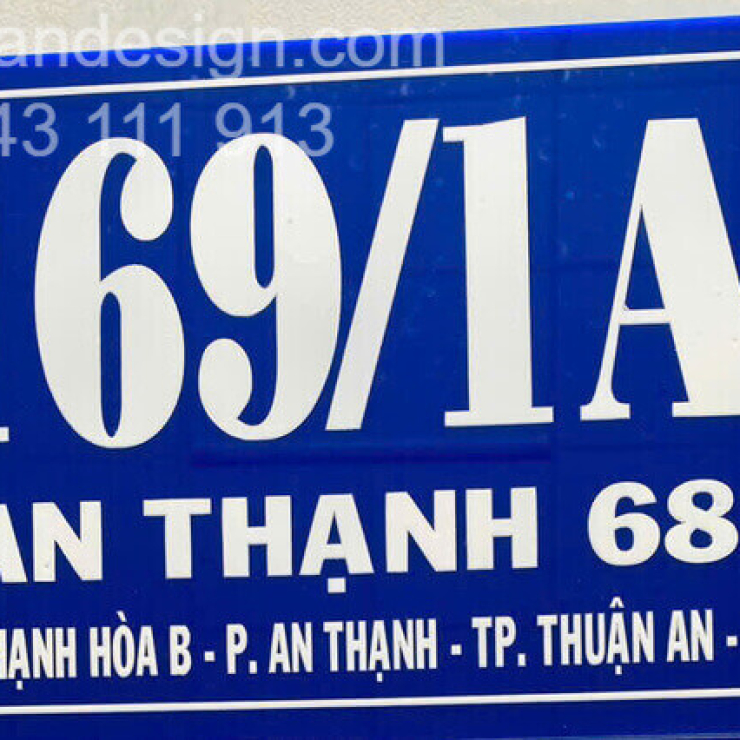 andesign.com
43 111 913
69/1A
AN THẠNH 68
HẠNH HÒA B - P. AN THẠNH - TP. THUẬN AN -